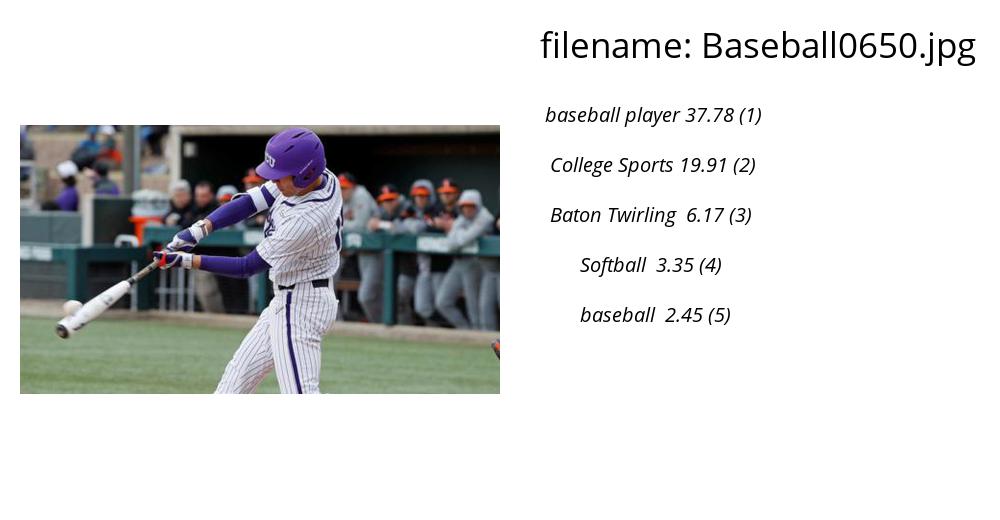 filename: Baseball0650.jpg
baseball player 37.78 (1)
College Sports 19.91 (2)
Baton Twirling 6.17 (3)
Softball 3.35 (4)
baseball 2.45 (5)